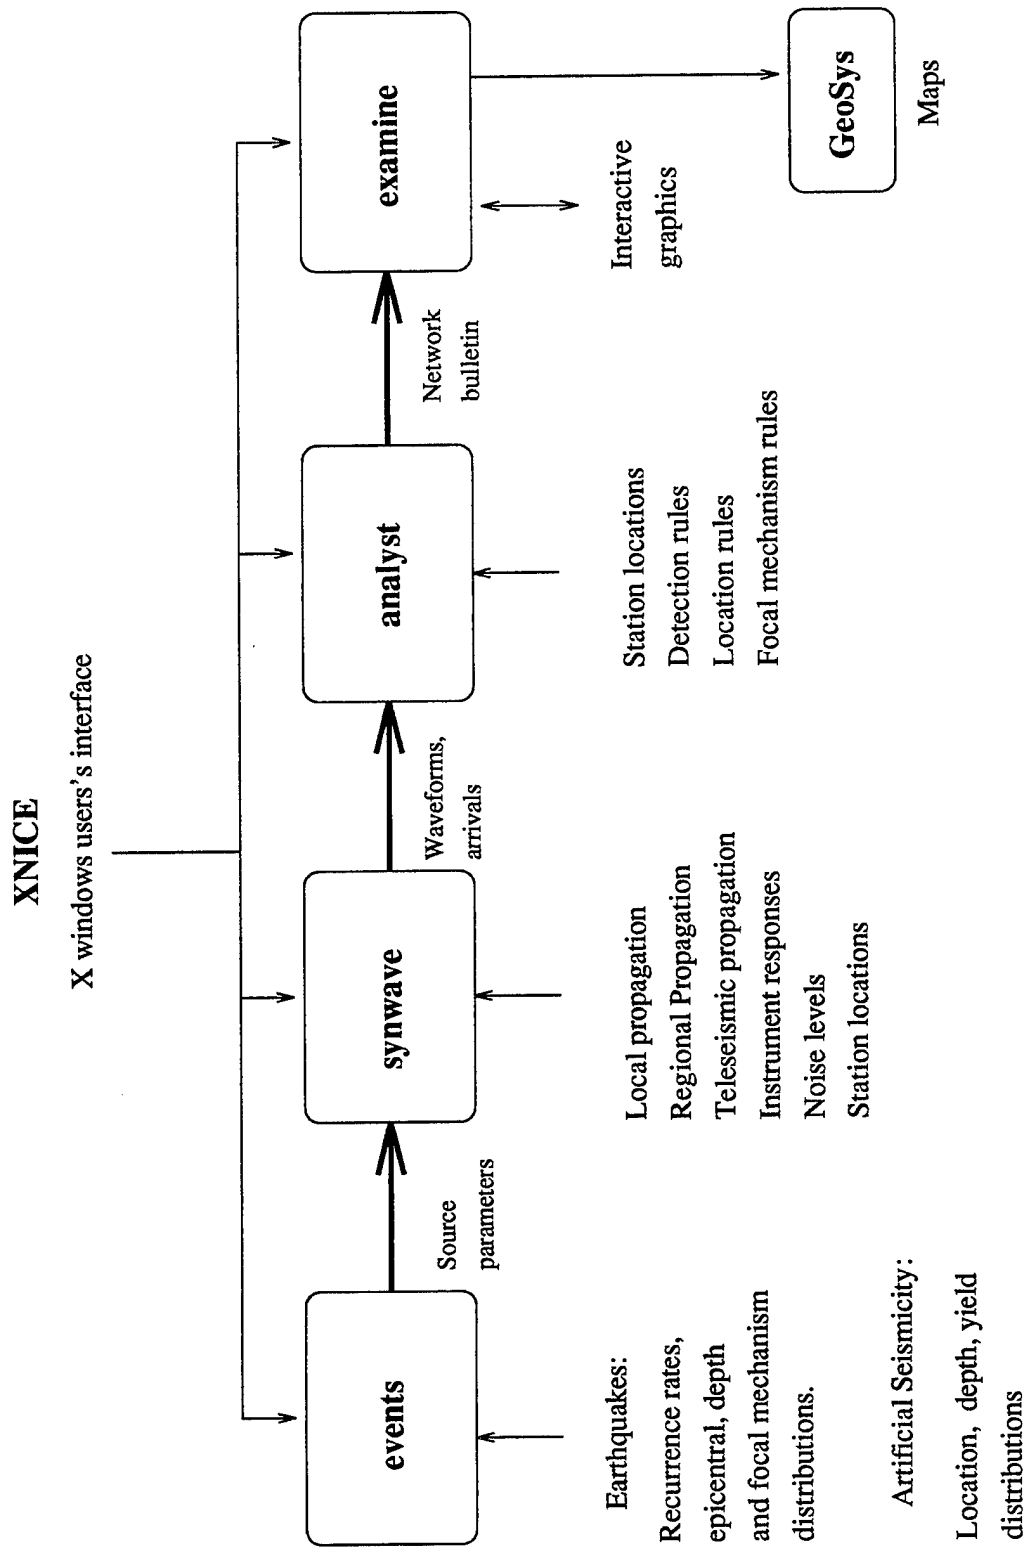 XNICE
X windows users's interface
events
Source
parameters
synwave
Waveforms,
arrivals
analyst
Network
bulletin
examine
Earthquakes:
Recurrence rates,
epicentral, depth
and focal mechanism
distributions.
Artificial Seismicity:
Location, depth, yield
distributions
Local propagation
Regional Propagation
Teleseismic propagation
Instrument responses
Noise levels
Station locations
Station locations
Detection rules
Location rules
Focal mechanism rules
Interactive
graphics
GeoSys
Maps